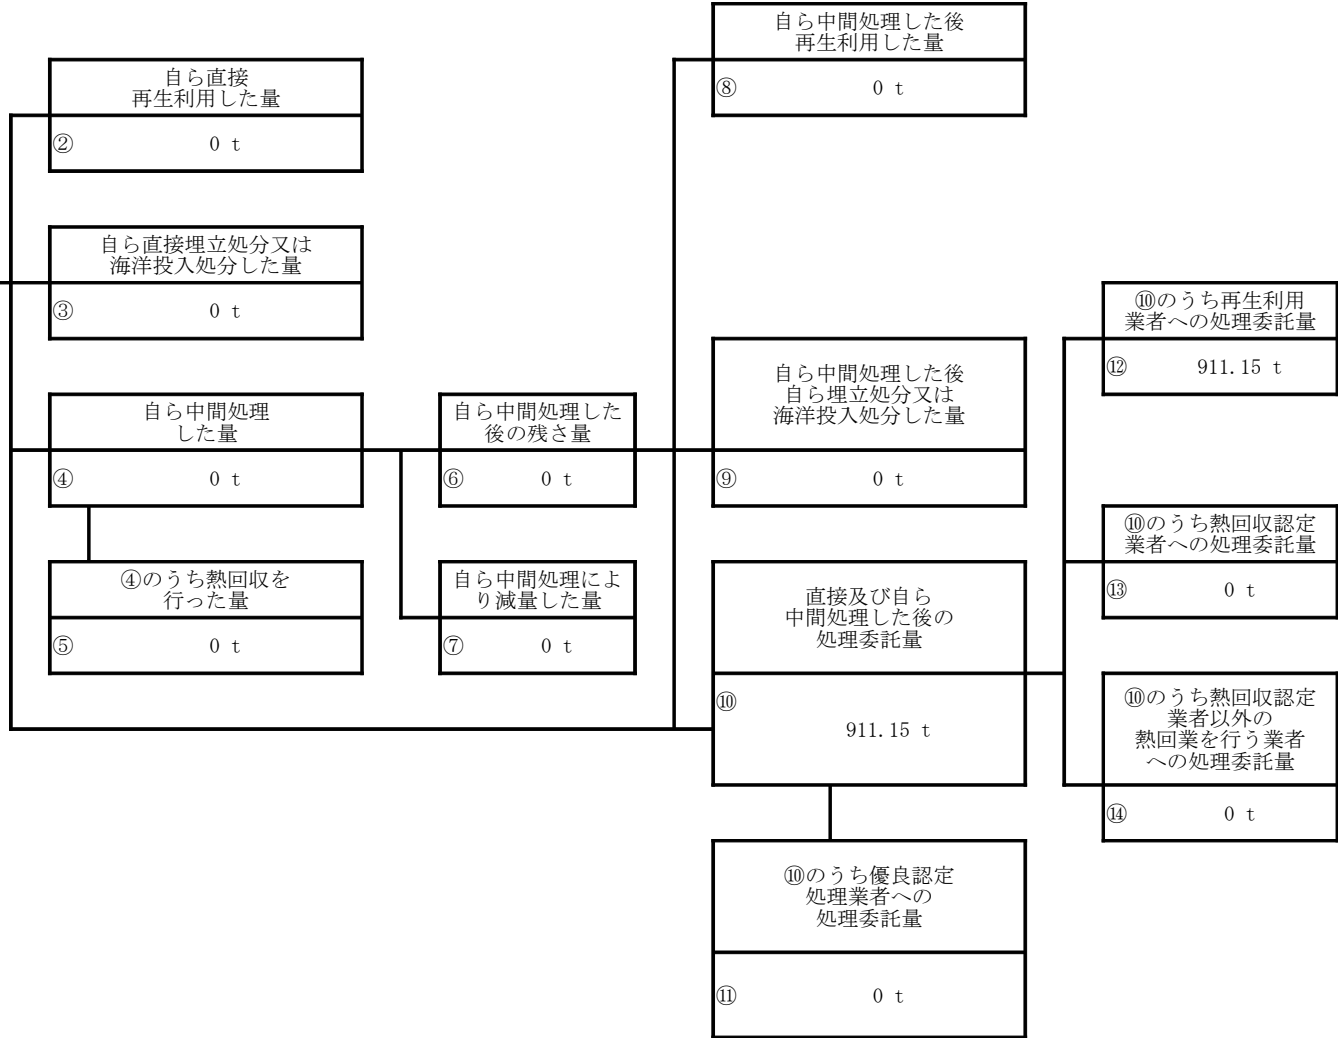 自ら中間処理した後
再生利用した量
⑧ 0 t
自ら直接
再生利用した量
② 0 t
自ら直接埋立処分又は
海洋投入処分した量
③ 0 t
自ら中間処理
した量
④ 0 t
④のうち熱回収を
行った量
⑤ 0 t
自ら中間処理した
後の残さ量
⑥ 0 t
自ら中間処理によ
り減量した量
⑦ 0 t
自ら中間処理した後
自ら埋立処分又は
海洋投入処分した量
⑨ 0 t
直接及び自ら
中間処理した後の
処理委託量
⑩
911.15 t
⑩のうち優良認定
処理業者への
処理委託量
⑪ 0 t
⑩のうち再生利用
業者への処理委託量
⑫ 911.15 t
⑩のうち熱回収認定
業者への処理委託量
⑬ 0 t
⑩のうち熱回収認定
業者以外の
熱回業を行う業者
への処理委託量
⑭ 0 t